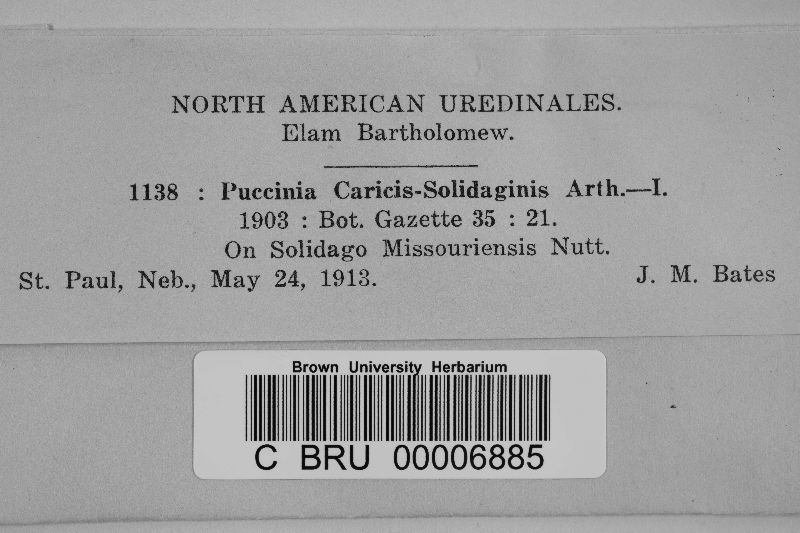 NORTH AMERICAN UREDINALES.
Elam Bartholomew.
1138 : Puccinia Caricis-Solidaginis Arth.—I.
1903 : Bot. Gazette 35 : 21.
On Solidago Missouriensis Nutt.
St. Paul, Neb., May 24, 1913. J. M. Bates
Brown University Herbarium
C BRU 00006885